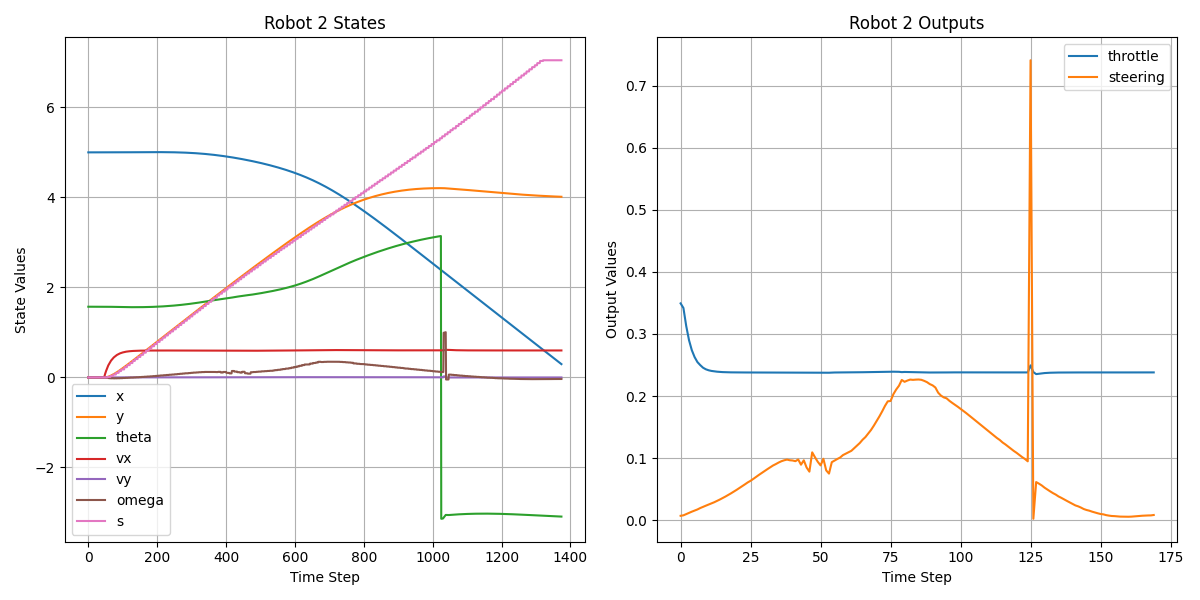 Robot 2 States
State Values
6
4
2
0
−2
x
y
theta
vx
vy
omega
s
0 200 400 600 800 1000 1200 1400
Time Step
Robot 2 Outputs
Output Values
0.7
0.6
0.5
0.4
0.3
0.2
0.1
0.0
throttle
steering
0 25 50 75 100 125 150 175
Time Step